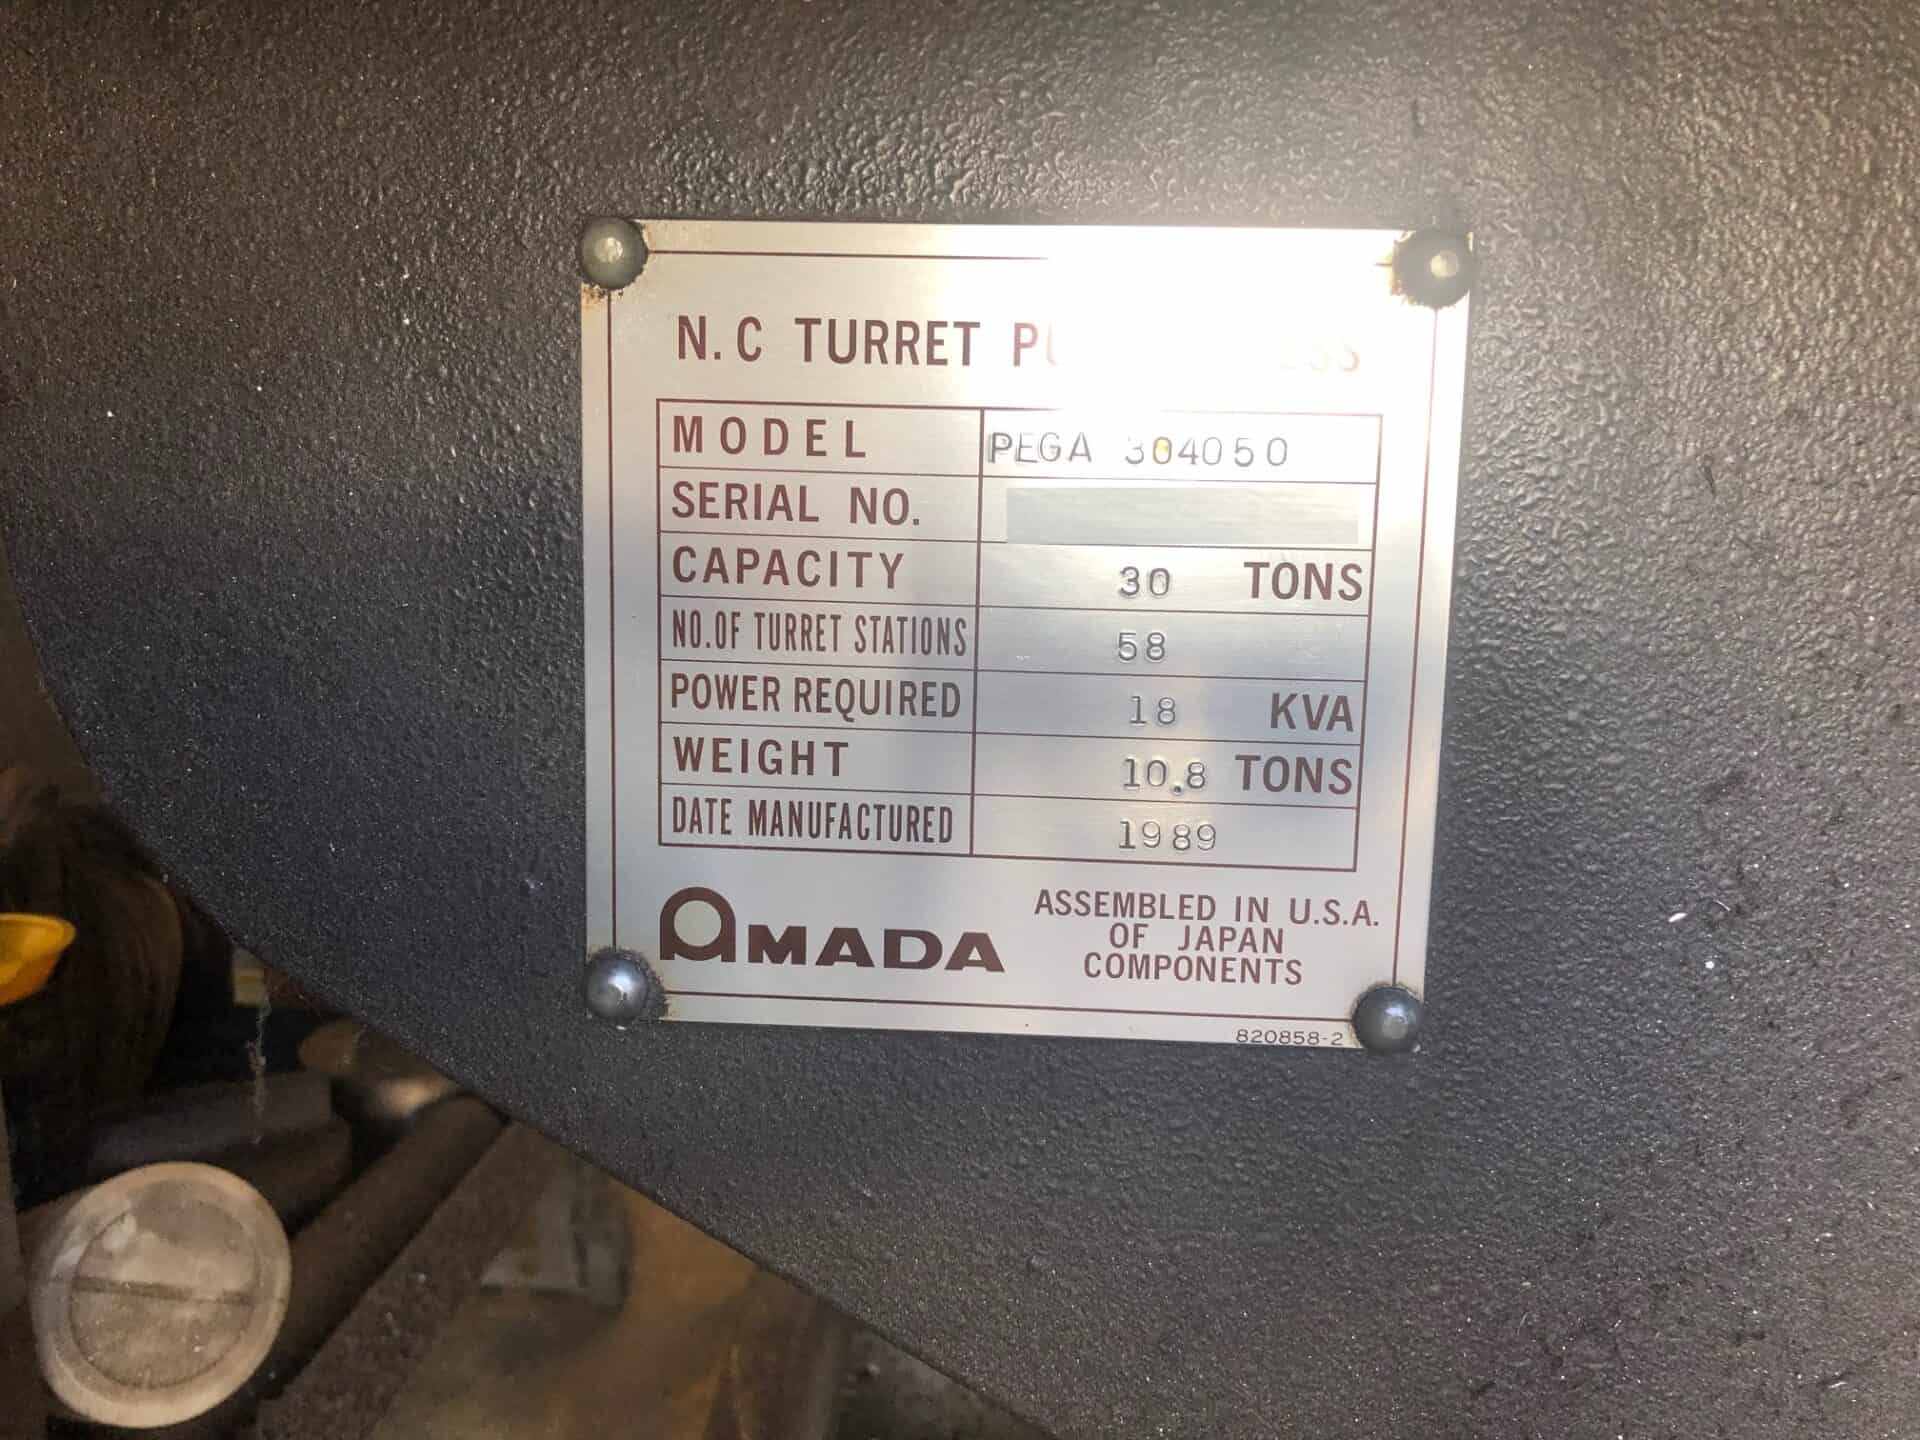 N.C TURRET
MODEL PEGA 304050
SERIAL NO.
CAPACITY 30 TONS
NO.OF TURRET STATIONS 58
POWER REQUIRED 18 KVA
WEIGHT 10.8 TONS
DATE MANUFACTURED 1989
AMADA
ASSEMBLED IN U.S.A.
OF JAPAN
COMPONENTS
820858-2